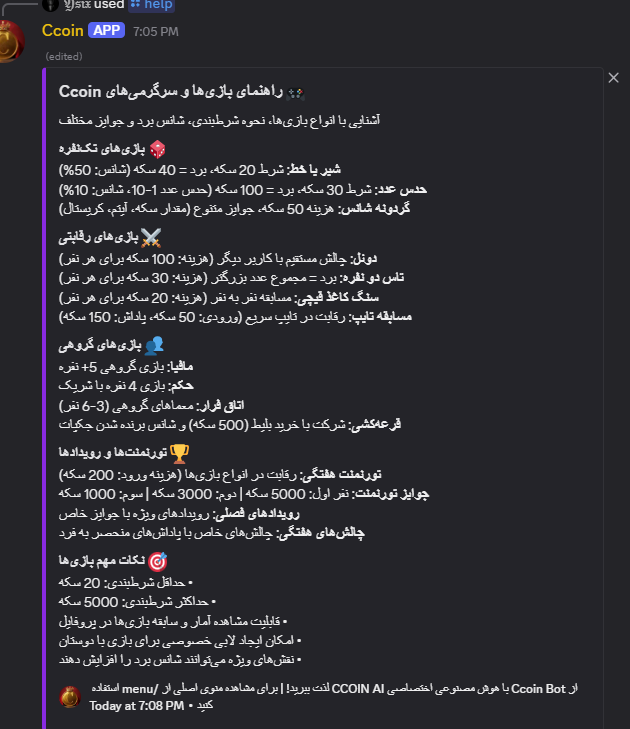 used help
Ccoin APP 7:05 PM
(edited)
راهنمای بازی‌ها و سرگرمی‌های Ccoin
آشنایی با انواع بازی‌ها، نحوه شرط‌بندی، شانس برد و جوایز مختلف
بازی‌های تک‌نفره
شیر یا خط: شرط 20 سکه، برد = 40 سکه (شانس: 50%)
حدس عدد: شرط 30 سکه، برد = 100 سکه (حدس عدد 1-10، شانس: 10%)
گردونه شانس: هزینه 50 سکه، جوایز متنوع (مقدار سکه، آیتم، کریستال)
بازی‌های رقابتی
دوئل: چالش مستقیم با کاربر دیگر (هزینه: 100 سکه برای هر نفر)
تاس دو نفره: برد = مجموع عدد بزرگتر (هزینه: 30 سکه برای هر نفر)
سنگ کاغذ قیچی: مسابقه نفر به نفر (هزینه: 20 سکه برای هر نفر)
مسابقه تایپ: رقابت در تایپ سریع (ورودی: 50 سکه، پاداش: 150 سکه)
بازی‌های گروهی
مافیا: بازی گروهی 5+ نفره
حکم: بازی 4 نفره با شریک
اتاق فرار: معماهای گروهی (3-6 نفر)
قرعه‌کشی: شرکت با خرید بلیط (500 سکه) و شانس برنده شدن جکپات
تورنمنت‌ها و رویدادها
تورنمنت هفتگی: رقابت در انواع بازی‌ها (هزینه ورود: 200 سکه)
جوایز تورنمنت: نفر اول: 5000 سکه | دوم: 3000 سکه | سوم: 1000 سکه
رویدادهای فصلی: رویدادهای ویژه با جوایز خاص
چالش‌های هفتگی: چالش‌های خاص با پاداش‌های منحصر به فرد
نکات مهم بازی‌ها
• حداقل شرط‌بندی: 20 سکه
• حداکثر شرط‌بندی: 5000 سکه
• قابلیت مشاهده آمار و سابقه بازی‌ها در پروفایل
• امکان ایجاد لابی خصوصی برای بازی با دوستان
• نقش‌های ویژه می‌توانند شانس برد را افزایش دهند
از Ccoin Bot با هوش مصنوعی اختصاصی CCOIN AI لذت ببرید! | برای مشاهده منوی اصلی از /menu استفاده
کنید • Today at 7:08 PM